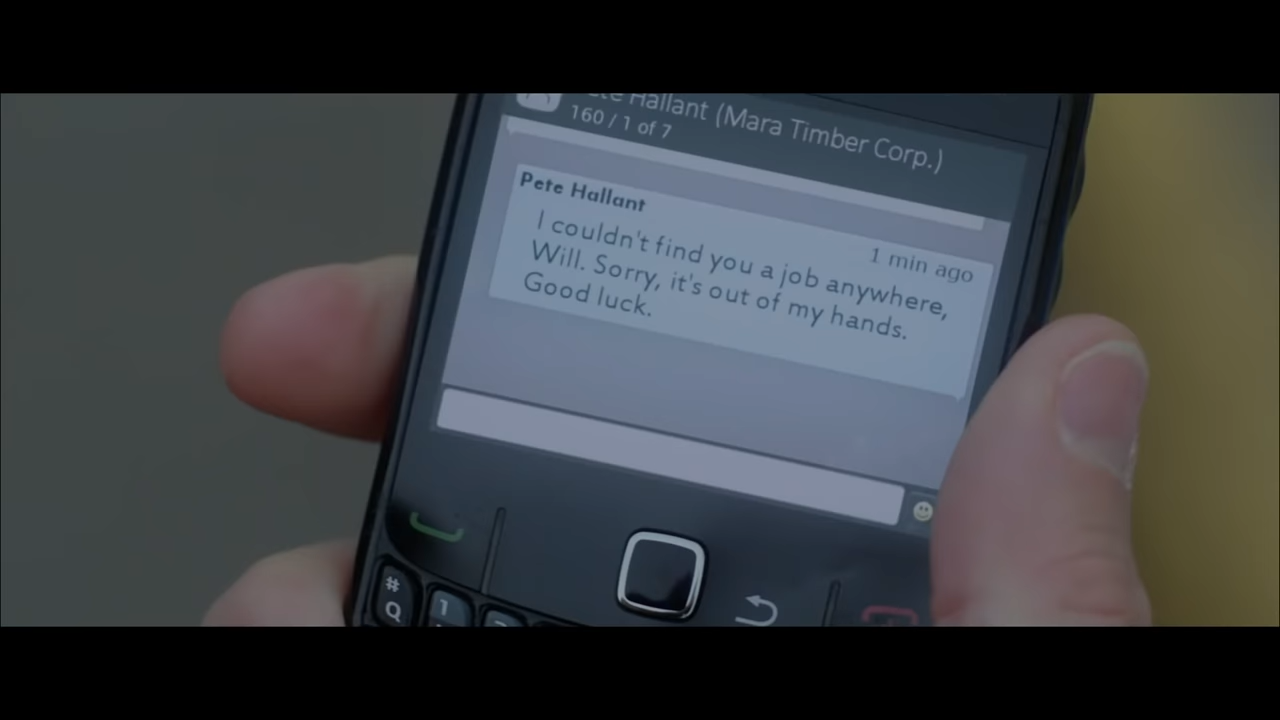 Hallant (Mara Timber Corp.)
160 / 1 of 7
Pete Hallant
1 min ago
I couldn't find you a job anywhere,
Will. Sorry, it's out of my hands.
Good luck.
#
Q
1